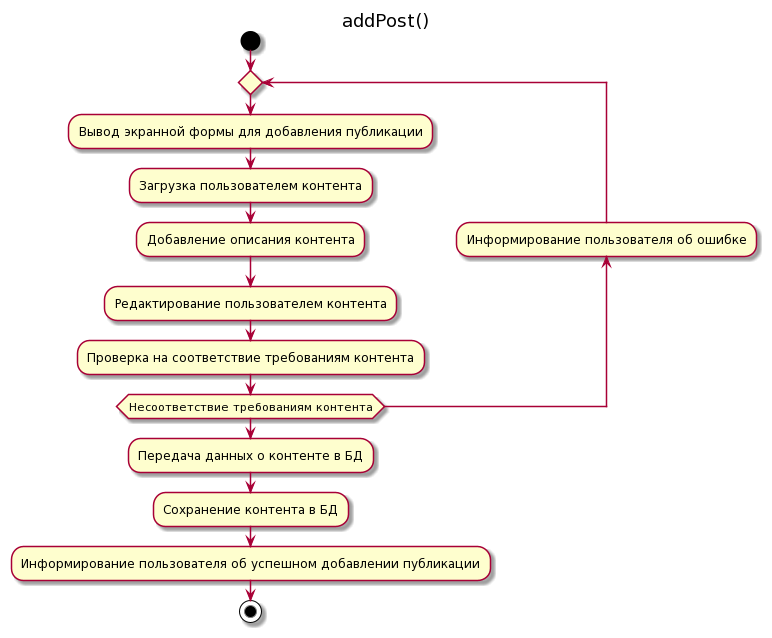 addPost()
Вывод экранной формы для добавления публикации
Загрузка пользователем контента
Добавление описания контента
Информирование пользователя об ошибке
Редактирование пользователем контента
Проверка на соответствие требованиям контента
Несоответствие требованиям контента
Передача данных о контенте в БД
Сохранение контента в БД
Информирование пользователя об успешном добавлении публикации